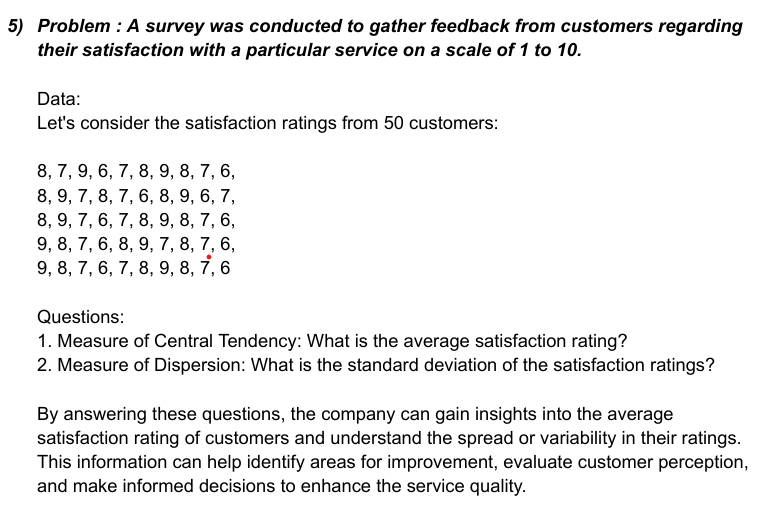 5) Problem : A survey was conducted to gather feedback from customers regarding
their satisfaction with a particular service on a scale of 1 to 10.
Data:
Let's consider the satisfaction ratings from 50 customers:
8, 7, 9, 6, 7, 8, 9, 8, 7, 6,
8, 9, 7, 8, 7, 6, 8, 9, 6, 7,
8, 9, 7, 6, 7, 8, 9, 8, 7, 6,
9, 8, 7, 6, 8, 9, 7, 8, 7, 6,
9, 8, 7, 6, 7, 8, 9, 8, 7, 6
Questions:
1. Measure of Central Tendency: What is the average satisfaction rating?
2. Measure of Dispersion: What is the standard deviation of the satisfaction ratings?
By answering these questions, the company can gain insights into the average
satisfaction rating of customers and understand the spread or variability in their ratings.
This information can help identify areas for improvement, evaluate customer perception,
and make informed decisions to enhance the service quality.